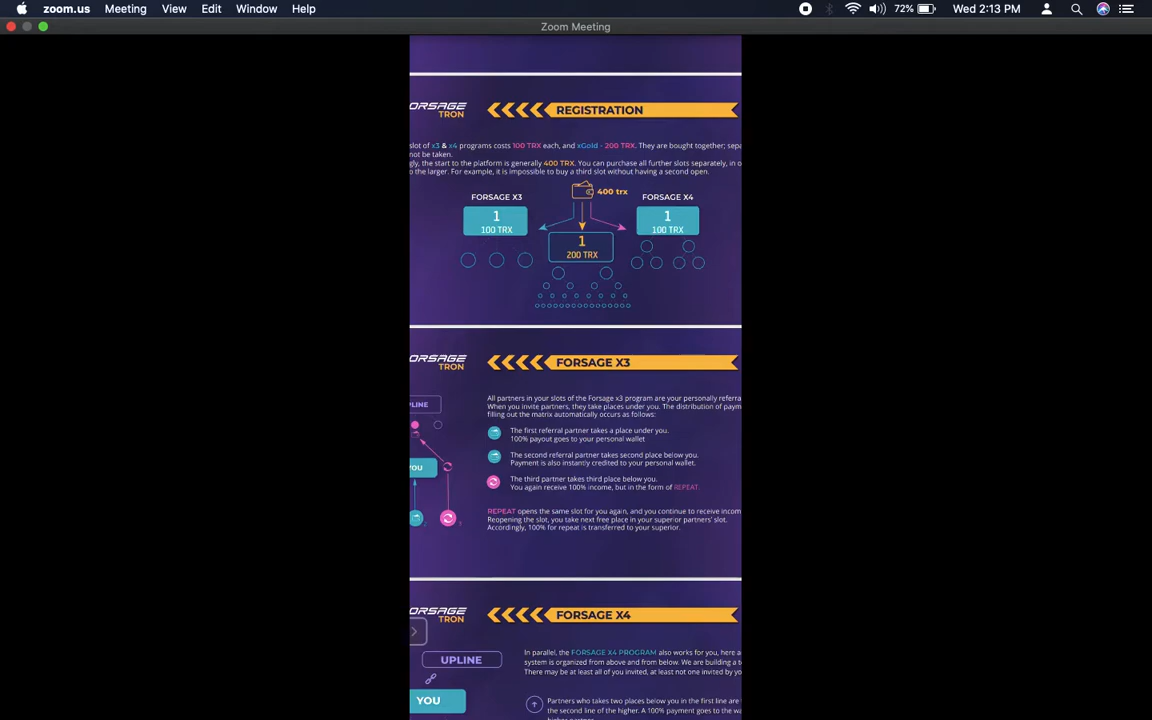 zoom.us Meeting View Edit Window Help 72% Wed 2:13 PM
Zoom Meeting
ORSAGE
TRON
REGISTRATION
slot of x3 & x4 programs costs 100 TRX each, and xGold - 200 TRX. They are bought together; sepa
not be taken.
gly, the start to the platform is generally 400 TRX. You can purchase all further slots separately, in o
o the larger. For example, it is impossible to buy a third slot without having a second open.
400 trx
FORSAGE X3
FORSAGE X4
1
100 TRX
1
200 TRX
1
100 TRX
ORSAGE
TRON
FORSAGE X3
PLINE
YOU
All partners in your slots of the Forsage x3 program are your personally referra
When you invite partners, they take places under you. The distribution of paym
filling out the matrix automatically occurs as follows:
The first referral partner takes a place under you.
100% payout goes to your personal wallet
The second referral partner takes second place below you.
Payment is also instantly credited to your personal wallet.
The third partner takes third place below you.
You again receive 100% income, but in the form of REPEAT.
REPEAT opens the same slot for you again, and you continue to receive incom
Reopening the slot, you take next free place in your superior partners' slot.
Accordingly, 100% for repeat is transferred to your superior.
ORSAGE
TRON
FORSAGE X4
UPLINE
YOU
In parallel, the FORSAGE X4 PROGRAM also works for you, here a
system is organized from above and from below. We are building a t
There may be at least all of you invited, at least not one invited by yo
Partners who takes two places below you in the first line are
the second line of the higher. A 100% payment goes to the wa
higher partner.